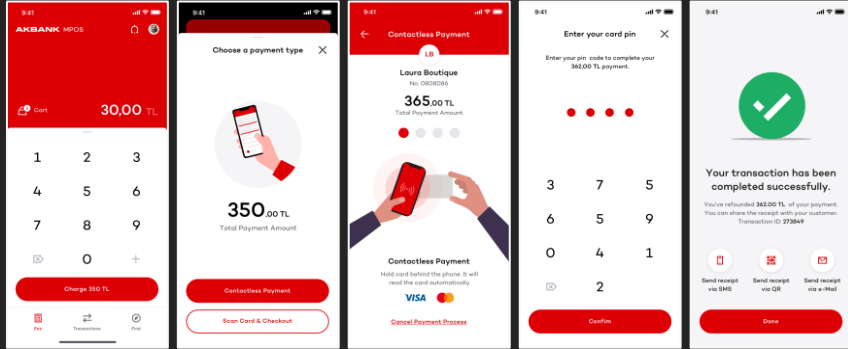 9:41
AKBANK MPOS
Cart
30,00 TL
1 2 3
4 5 6
7 8 9
0 +
Charge 350 TL
Pay
Transactions
Find
9:41
Choose a payment type
350,00 TL
Total Payment Amount
Contactless Payment
Scan Card & Checkout
9:41
Contactless Payment
LB
Laura Boutique
No: 0808086
365,00 TL
Total Payment Amount
Contactless Payment
Hold card behind the phone. It will
read the card automatically.
VISA
Cancel Payment Process
9:41
Enter your card pin
Enter your pin code to complete your
362,00 TL payment.
3 7 5
6 5 9
0 4 1
2
Confirm
9:41
Your transaction has been
completed successfully.
You've refounded 362.00 TL of your payment.
You can share the receipt with your customer.
Transaction ID: 273849
Send receipt
via SMS
Send receipt
via QR
Send receipt
via e-Mail
Done